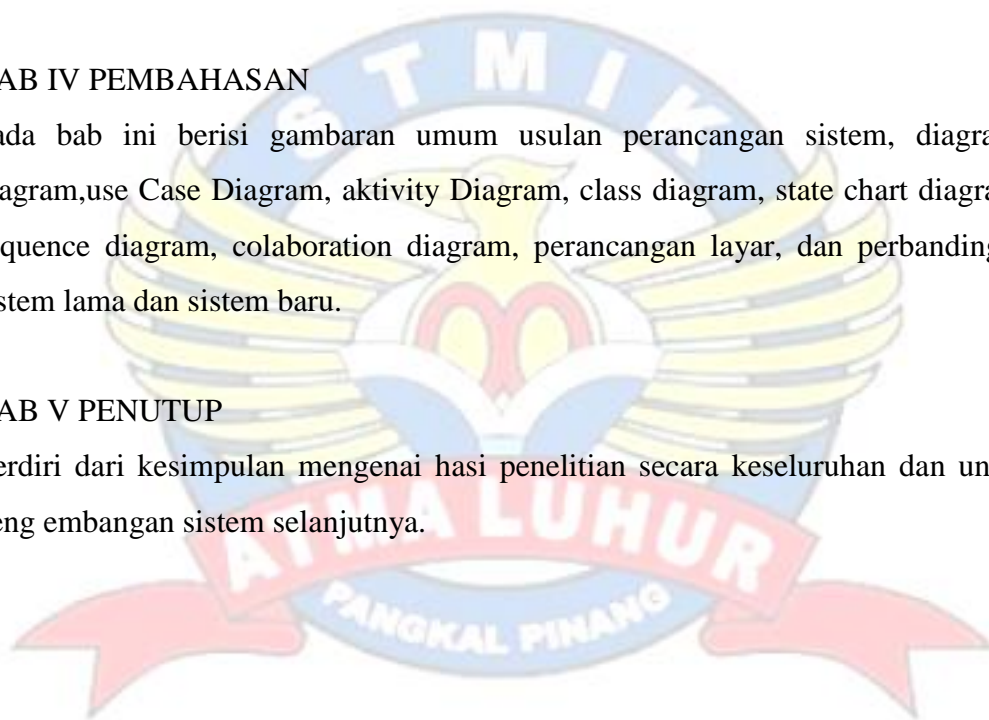 AB IV PEMBAHASAN
ada bab ini berisi gambaran umum usulan perancangan sistem, diagra
agram,use Case Diagram, aktivity Diagram, class diagram, state chart diagra
quence diagram, colaboration diagram, perancangan layar, dan perbanding
stem lama dan sistem baru.
AB V PENUTUP
erdiri dari kesimpulan mengenai hasi penelitian secara keseluruhan dan un
eng embangan sistem selanjutnya.
STMIK
ATMA LUHUR
PANGKAL PINANG